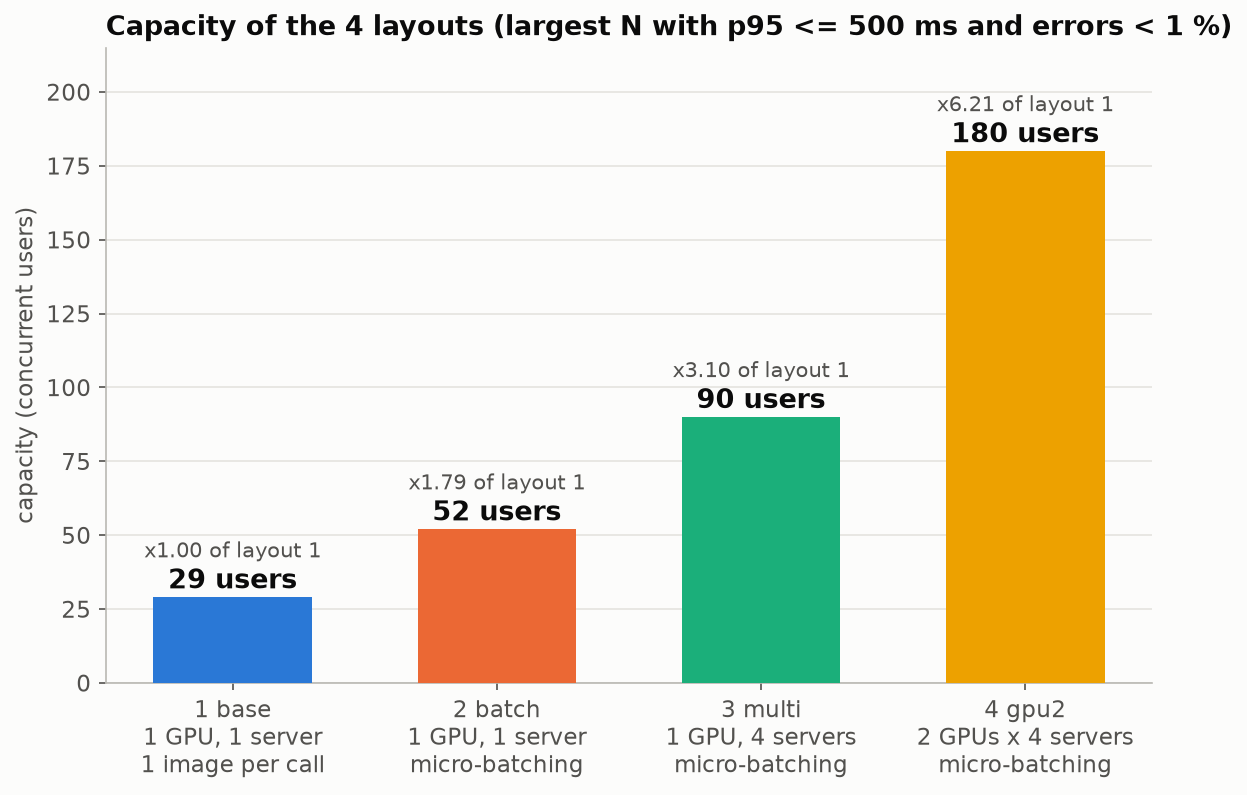 Capacity of the 4 layouts (largest N with p95 <= 500 ms and errors < 1 %)
capacity (concurrent users)
200
175
150
125
100
75
50
25
0
x1.00 of layout 1
29 users
x1.79 of layout 1
52 users
x3.10 of layout 1
90 users
x6.21 of layout 1
180 users
1 base
1 GPU, 1 server
1 image per call
2 batch
1 GPU, 1 server
micro-batching
3 multi
1 GPU, 4 servers
micro-batching
4 gpu2
2 GPUs x 4 servers
micro-batching